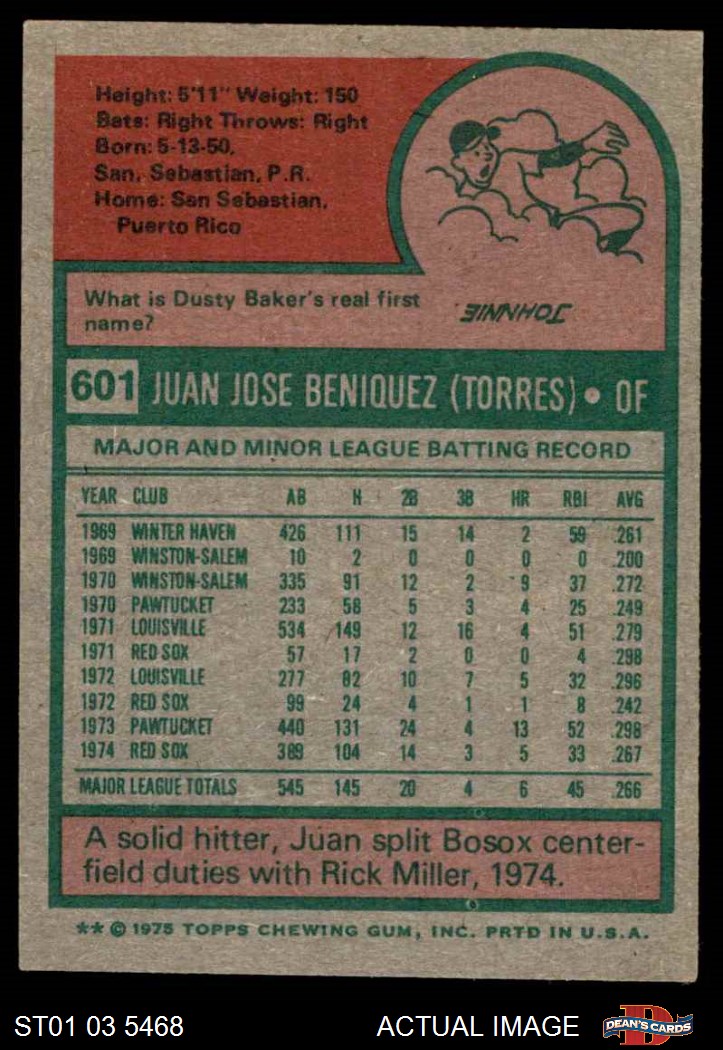 Height: 5'11" Weight: 150
Bats: Right Throws: Right
Born: 5-13-50,
San. Sebastian, P.R.
Home: San Sebastian,
Puerto Rico
What is Dusty Baker's real first
name?
JOHNNIE
601 JUAN JOSE BENIQUEZ (TORRES) • OF
MAJOR AND MINOR LEAGUE BATTING RECORD
YEAR CLUB AB H 2B 3B HR RBI AVG
1969 WINTER HAVEN 426 111 15 14 2 59 .261
1969 WINSTON-SALEM 10 2 0 0 0 0 .200
1970 WINSTON-SALEM 335 91 12 2 9 37 .272
1970 PAWTUCKET 233 58 5 3 4 25 .249
1971 LOUISVILLE 534 149 12 16 4 51 .279
1971 RED SOX 57 17 2 0 0 4 .298
1972 LOUISVILLE 277 82 10 7 5 32 .296
1972 RED SOX 99 24 4 1 1 8 .242
1973 PAWTUCKET 440 131 24 4 13 52 .298
1974 RED SOX 389 104 14 3 5 33 .267
MAJOR LEAGUE TOTALS 545 145 20 4 6 45 .266
A solid hitter, Juan split Bosox center-
field duties with Rick Miller, 1974.
** © 1975 TOPPS CHEWING GUM, INC. PRTD IN U.S.A.
ST01 03 5468 ACTUAL IMAGE D DEAN'S CARDS